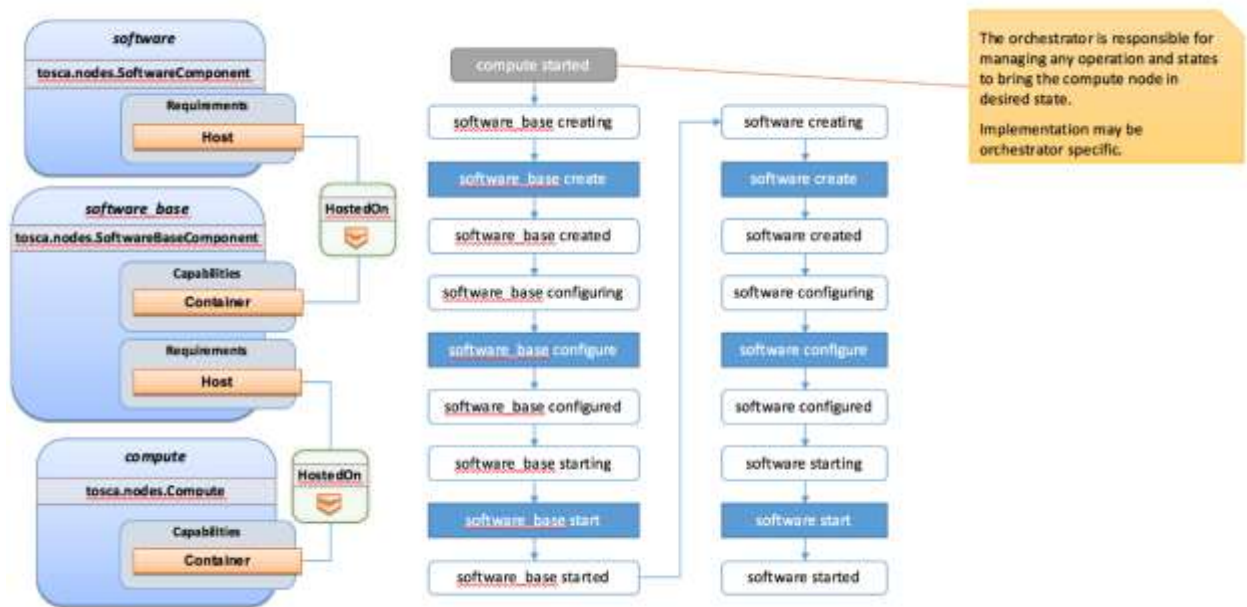 software
tosca.nodes.SoftwareComponent
Requirements
Host
HostedOn
software_base
tosca.nodes.SoftwareBaseComponent
Capabilities
Container
Requirements
Host
HostedOn
compute
tosca.nodes.Compute
Capabilities
Container
compute started
software_base creating
software_base create
software_base created
software_base configuring
software_base configure
software_base configured
software_base starting
software_base start
software_base started
software creating
software create
software created
software configuring
software configure
software configured
software starting
software start
software started
The orchestrator is responsible for
managing any operation and states
to bring the compute node in
desired state.
Implementation may be
orchestrator specific.